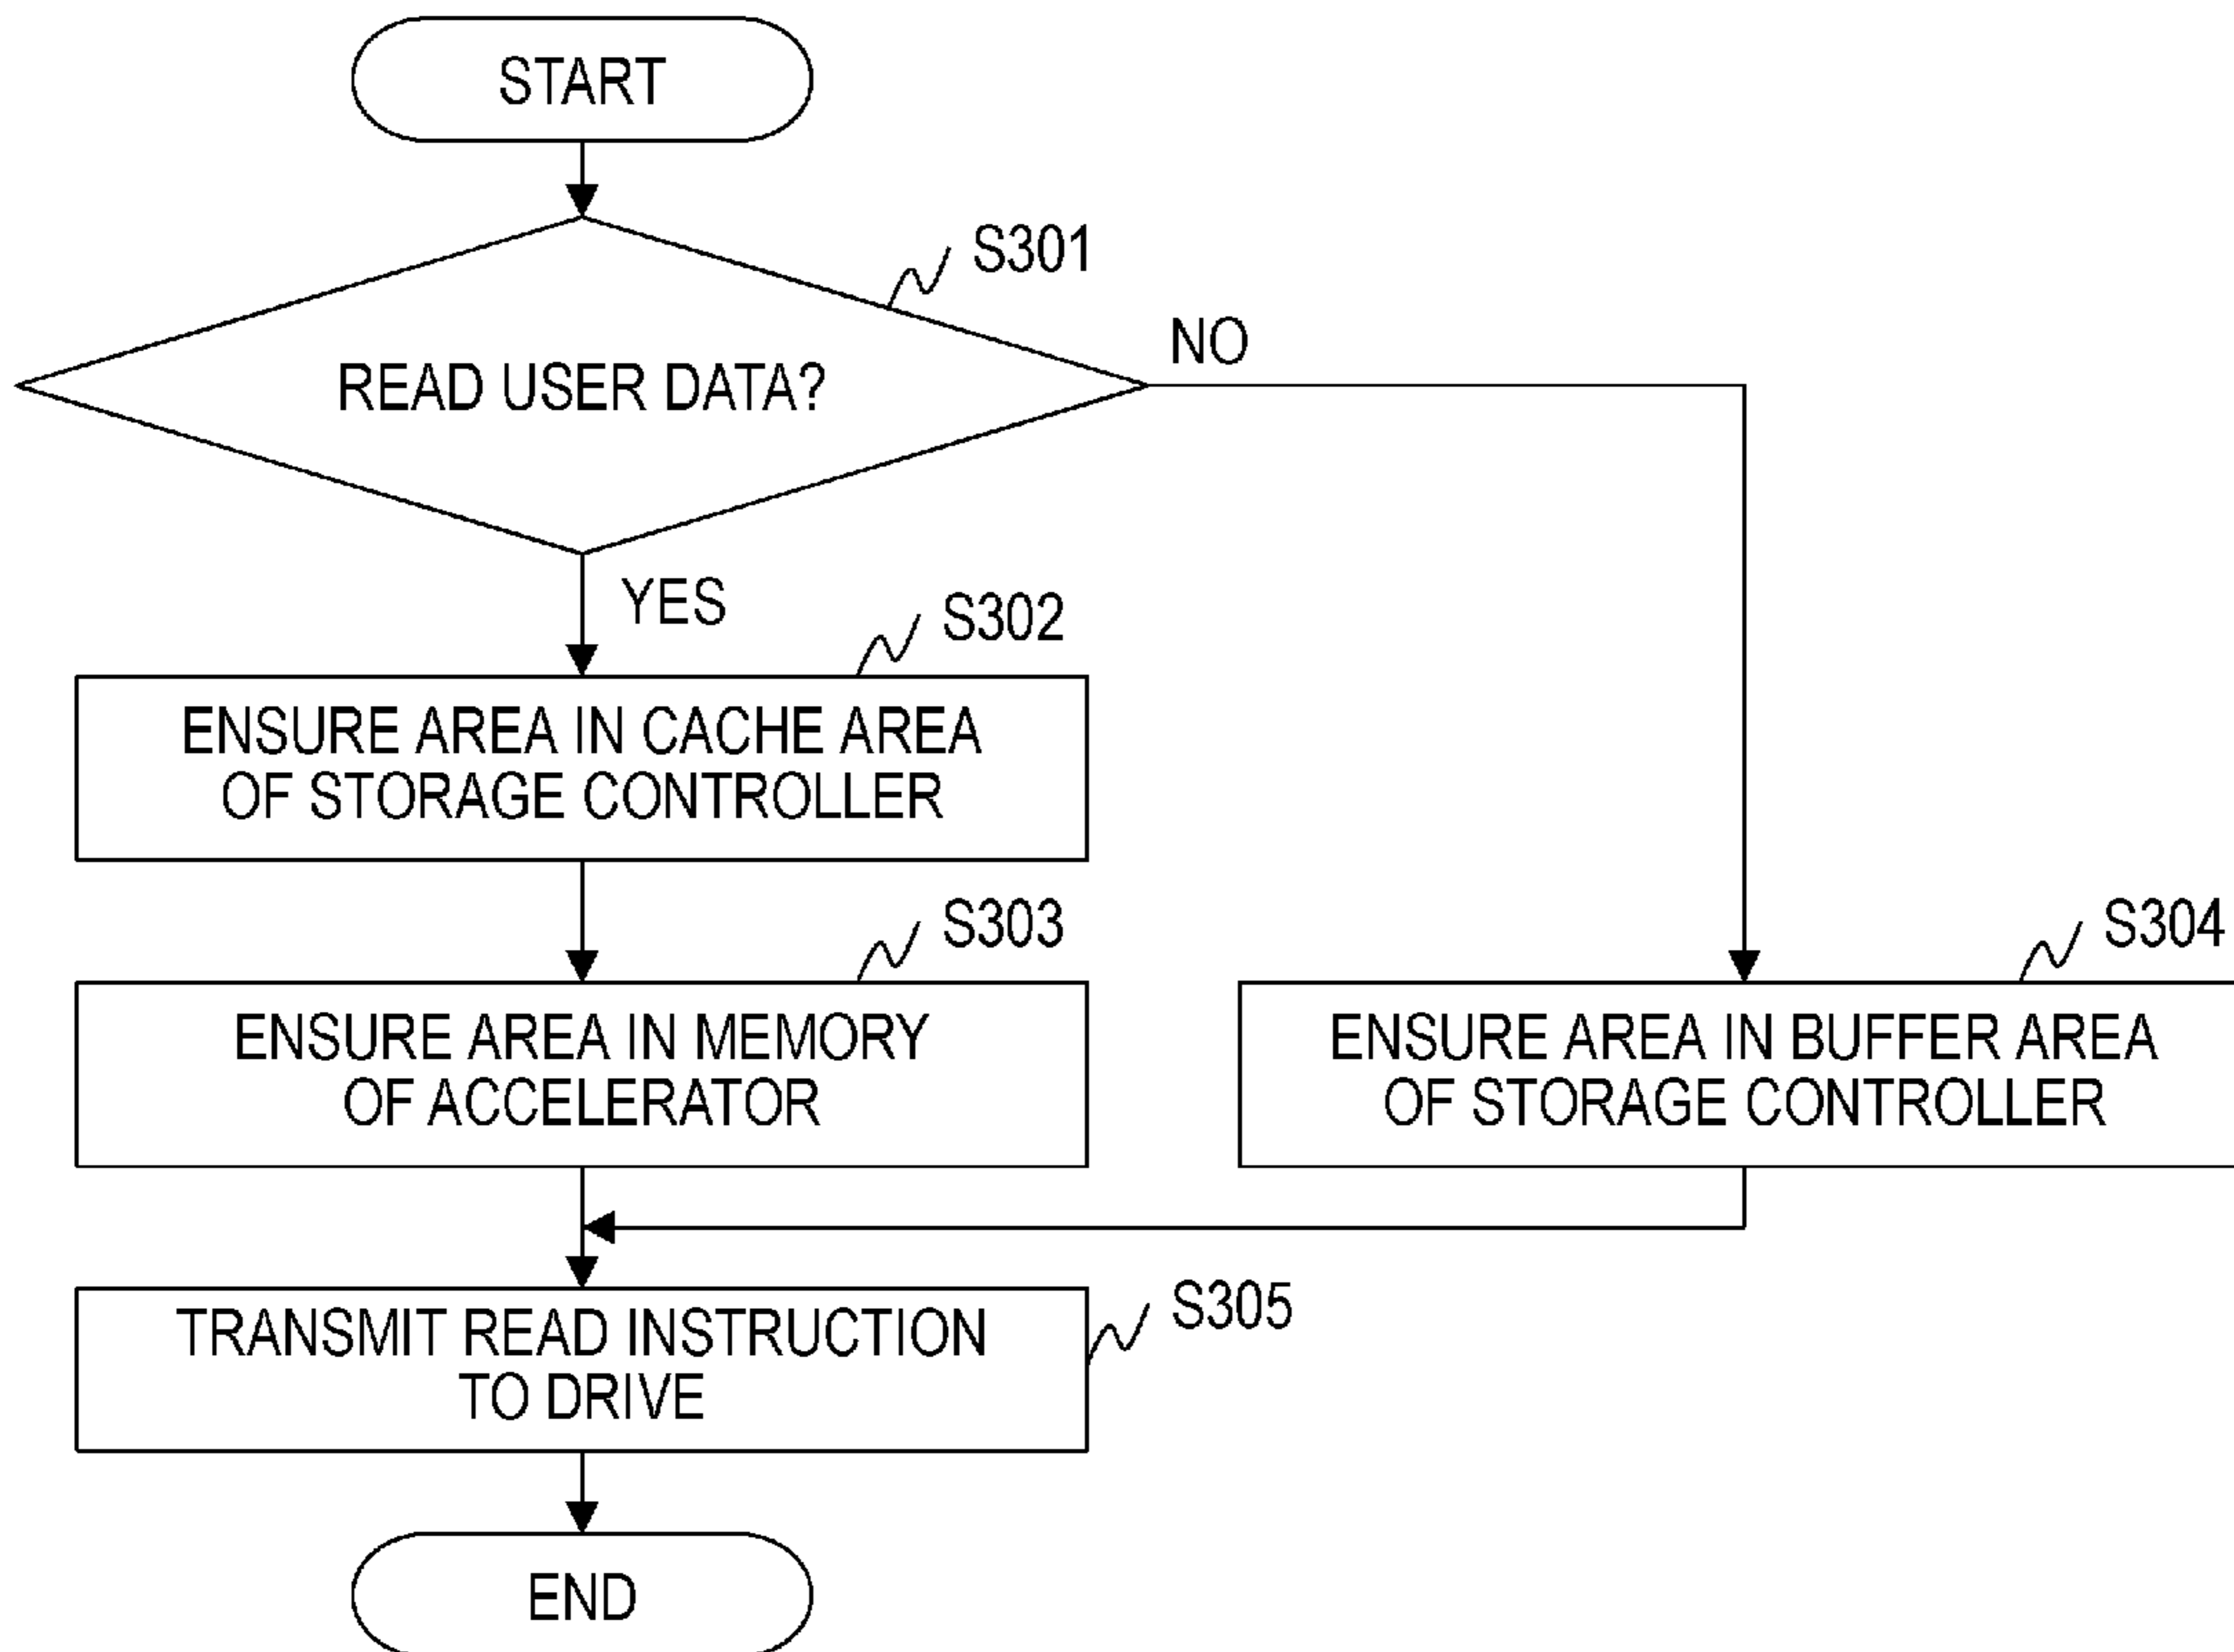 START
S301
READ USER DATA?
NO
YES
S302
ENSURE AREA IN CACHE AREA
OF STORAGE CONTROLLER
S303
ENSURE AREA IN MEMORY
OF ACCELERATOR
S304
ENSURE AREA IN BUFFER AREA
OF STORAGE CONTROLLER
S305
TRANSMIT READ INSTRUCTION
TO DRIVE
END